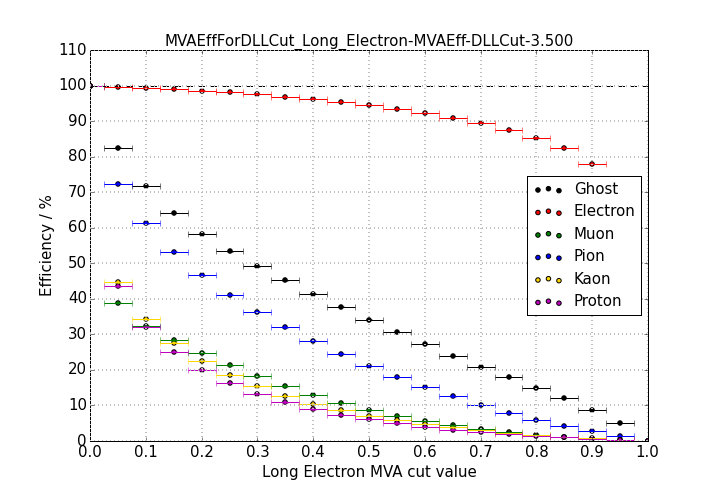 MVAEffForDLLCut_Long_Electron-MVAEff-DLLCut-3.500
110
100
90
80
70
60
50
40
30
20
10
0
Efficiency / %
Ghost
Electron
Muon
Pion
Kaon
Proton
0.0 0.1 0.2 0.3 0.4 0.5 0.6 0.7 0.8 0.9 1.0
Long Electron MVA cut value